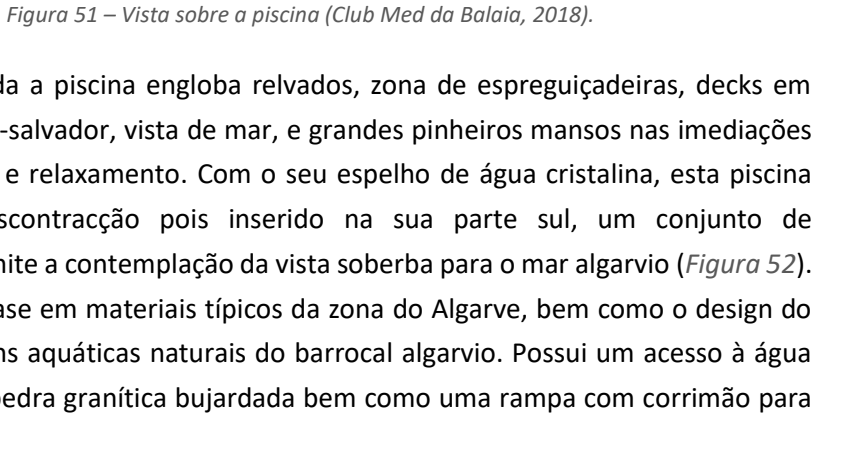 Figura 51 – Vista sobre a piscina (Club Med da Balaia, 2018).
a piscina engloba relvados, zona de espreguiçadeiras, decks em
-salvador, vista de mar, e grandes pinheiros mansos nas imediações
e relaxamento. Com o seu espelho de água cristalina, esta piscina
scontracção pois inserido na sua parte sul, um conjunto de
ite a contemplação da vista soberba para o mar algarvio (Figura 52).
ase em materiais típicos da zona do Algarve, bem como o design do
ns aquáticas naturais do barrocal algarvio. Possui um acesso à água
pedra granítica bujardada bem como uma rampa com corrimão para